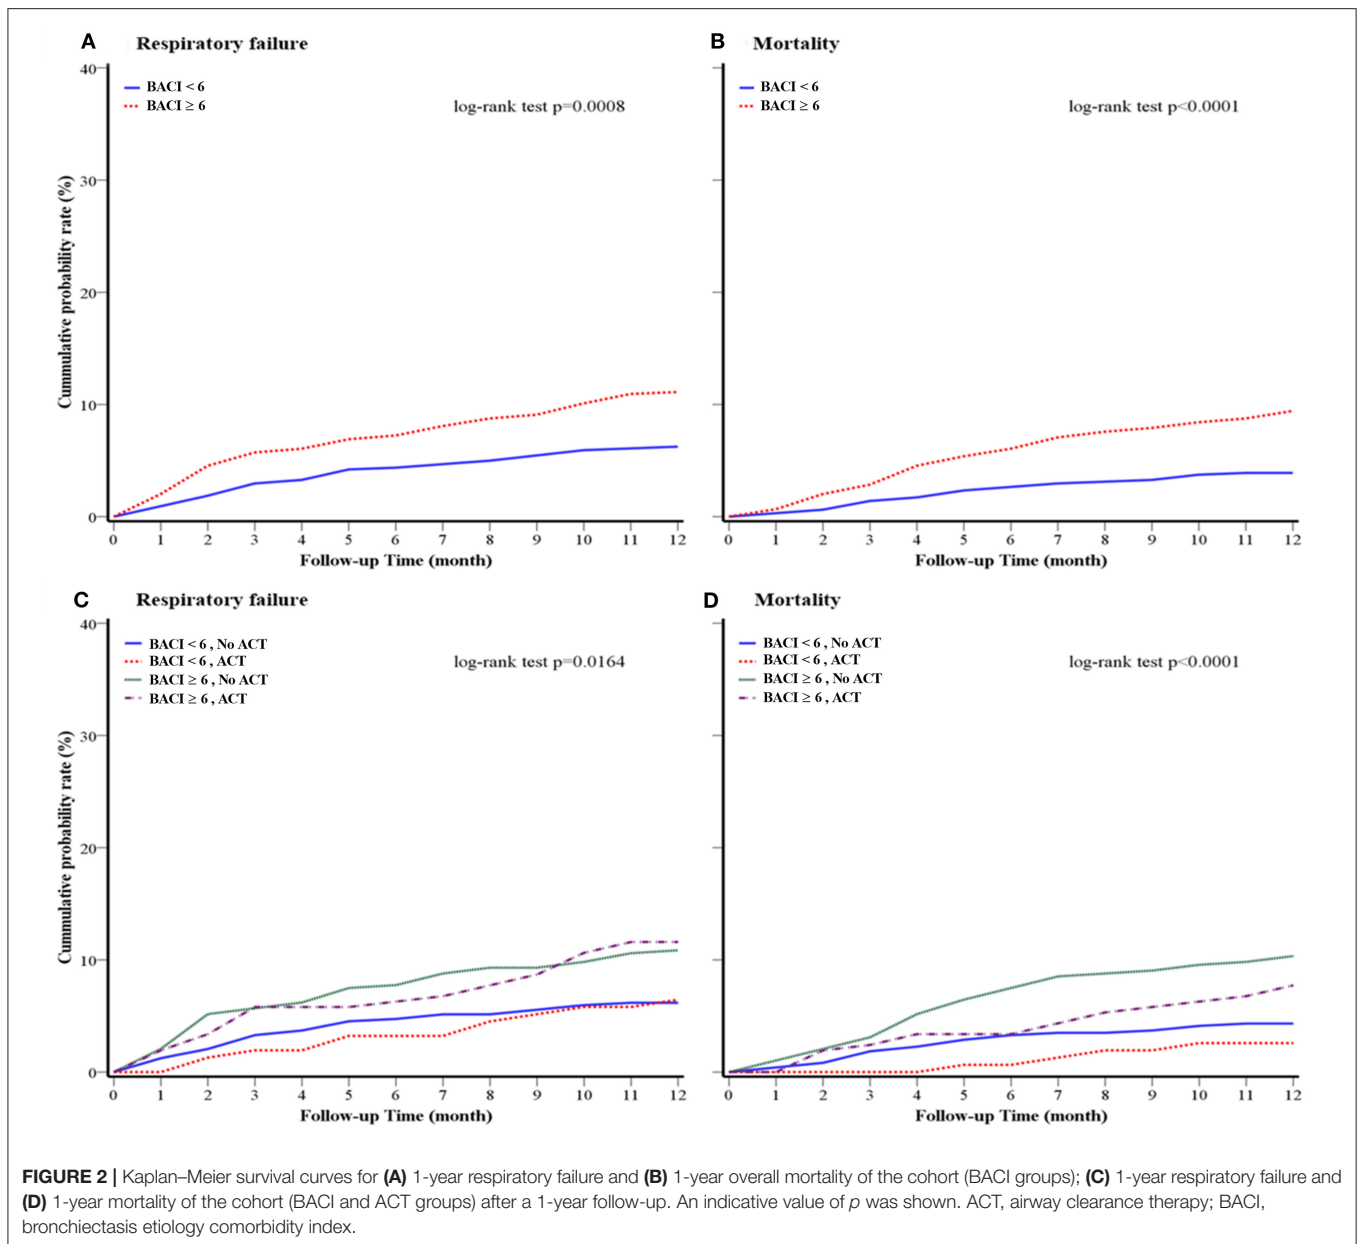 A Respiratory failure
BACI < 6
BACI ≥ 6
log-rank test p=0.0008
Cummulative probability rate (%)
40
30
20
10
0
0 1 2 3 4 5 6 7 8 9 10 11 12
Follow-up Time (month)
B Mortality
BACI < 6
BACI ≥ 6
log-rank test p<0.0001
0 1 2 3 4 5 6 7 8 9 10 11 12
Follow-up Time (month)
C Respiratory failure
BACI < 6 , No ACT
BACI < 6 , ACT
BACI ≥ 6 , No ACT
BACI ≥ 6 , ACT
log-rank test p=0.0164
Cummulative probability rate (%)
40
30
20
10
0
0 1 2 3 4 5 6 7 8 9 10 11 12
Follow-up Time (month)
D Mortality
BACI < 6 , No ACT
BACI < 6 , ACT
BACI ≥ 6 , No ACT
BACI ≥ 6 , ACT
log-rank test p<0.0001
0 1 2 3 4 5 6 7 8 9 10 11 12
Follow-up Time (month)
FIGURE 2 | Kaplan–Meier survival curves for (A) 1-year respiratory failure and (B) 1-year overall mortality of the cohort (BACI groups); (C) 1-year respiratory failure and
(D) 1-year mortality of the cohort (BACI and ACT groups) after a 1-year follow-up. An indicative value of p was shown. ACT, airway clearance therapy; BACI,
bronchiectasis etiology comorbidity index.